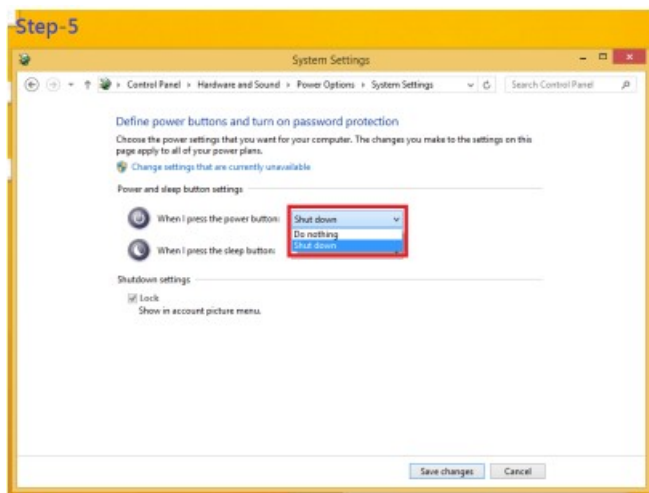 Step-5
System Settings
Control Panel ▸ Hardware and Sound ▸ Power Options ▸ System Settings
Search Control Panel
Define power buttons and turn on password protection
Choose the power settings that you want for your computer. The changes you make to the settings on this
page apply to all of your power plans.
Change settings that are currently unavailable
Power and sleep button settings
When I press the power button:
Shut down
Do nothing
Shut down
When I press the sleep button:
Shutdown settings
Lock
Show in account picture menu.
Save changes
Cancel